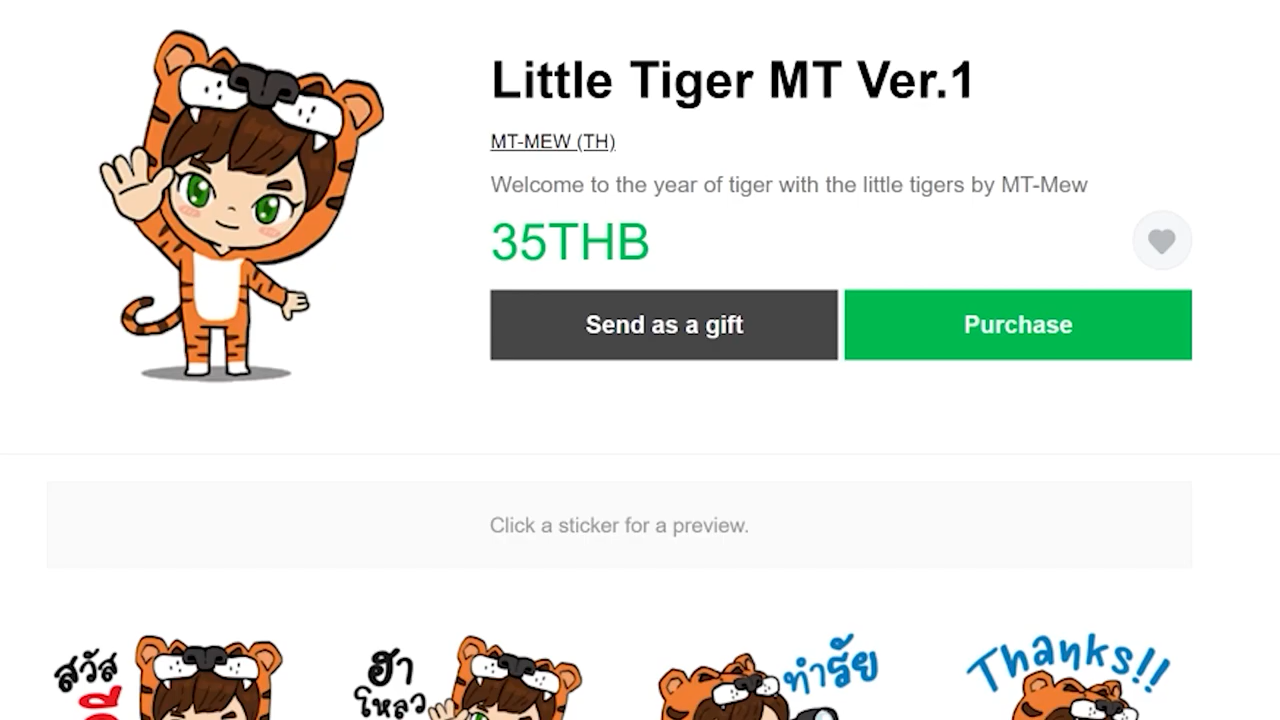 Little Tiger MT Ver.1
MT-MEW (TH)
Welcome to the year of tiger with the little tigers by MT-Mew
35THB
Send as a gift
Purchase
Click a sticker for a preview.
สวัส
ดี
ฮา
โหลว
ทำรัย
Thanks!!